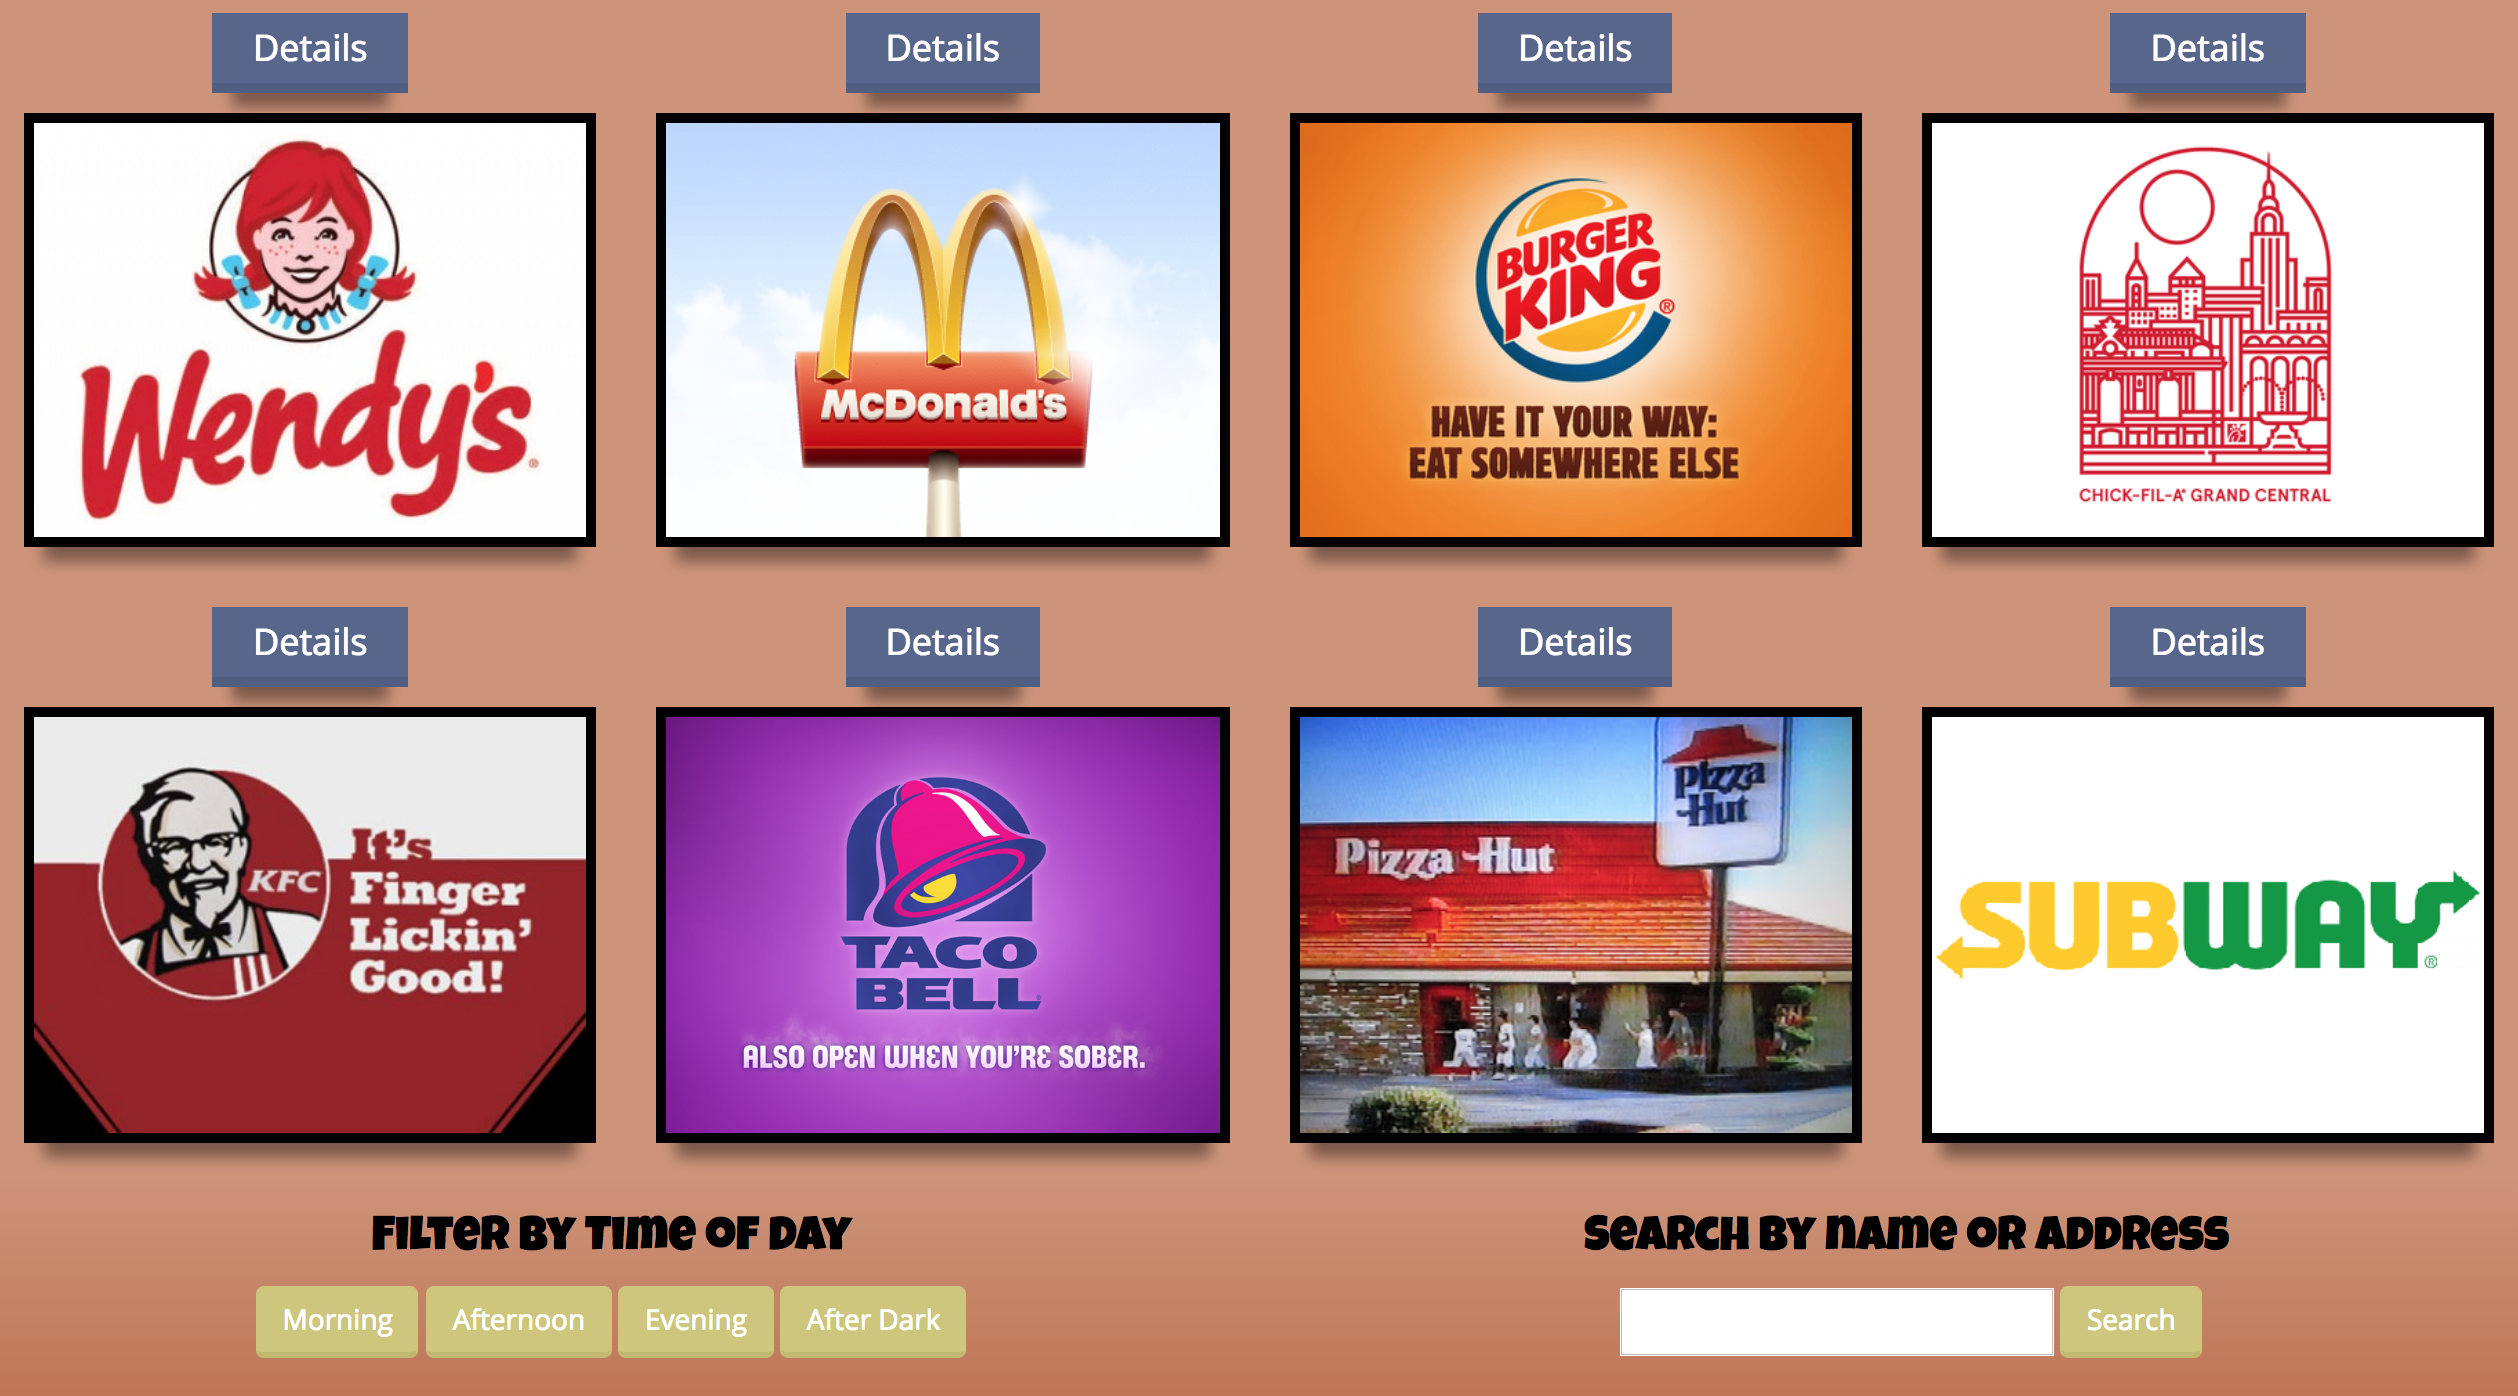 Details
Details
Details
Details
Wendy's
McDonald's
BURGER
KING®
HAVE IT YOUR WAY:
EAT SOMEWHERE ELSE
CHICK-FIL-A® GRAND CENTRAL
Details
Details
Details
Details
KFC
It's
Finger
Lickin'
Good!
TACO
BELL
ALSO OPEN WHEN YOU'RE SOBER.
Pizza
Hut
Pizza Hut
SUBWAY®
FILTER BY TIME OF DAY
Morning
Afternoon
Evening
After Dark
SEARCH BY NAME OR ADDRESS
Search